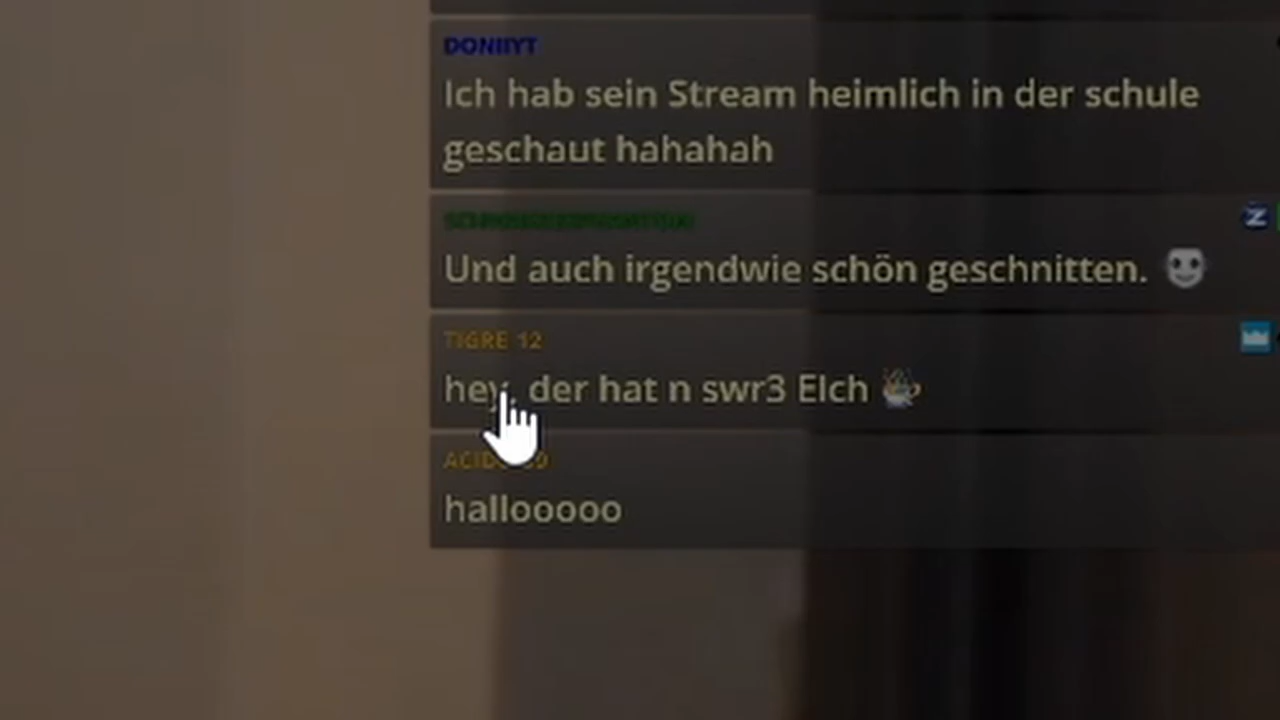 DONIIYT
Ich hab sein Stream heimlich in der schule
geschaut hahahah
Und auch irgendwie schön geschnitten.
TIGRE 12
hey, der hat n swr3 Elch
hallooooo